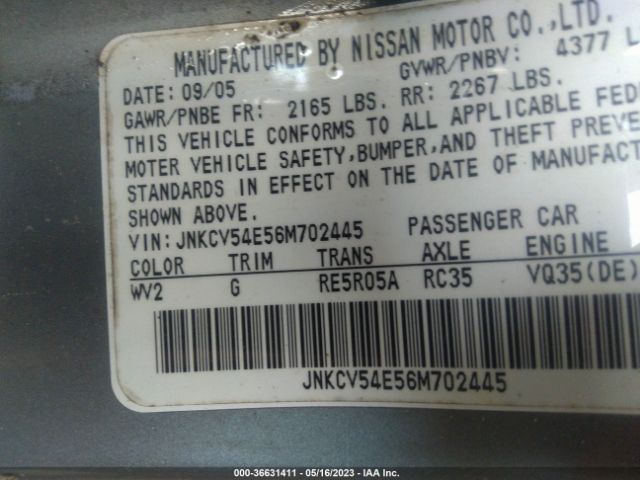 MANUFACTURED BY NISSAN MOTOR CO.,LTD.
DATE: 09/05 GVWR/PNBV: 4377 L
GAWR/PNBE FR: 2165 LBS. RR: 2267 LBS.
THIS VEHICLE CONFORMS TO ALL APPLICABLE FEDE
MOTER VEHICLE SAFETY,BUMPER,AND THEFT PREVE
STANDARDS IN EFFECT ON THE DATE OF MANUFACT
SHOWN ABOVE.
VIN: JNKCV54E56M702445 PASSENGER CAR
COLOR TRIM TRANS AXLE ENGINE
WV2 G RE5R05A RC35 VQ35(DE)
JNKCV54E56M702445
000-36631411 - 05/16/2023 - IAA Inc.